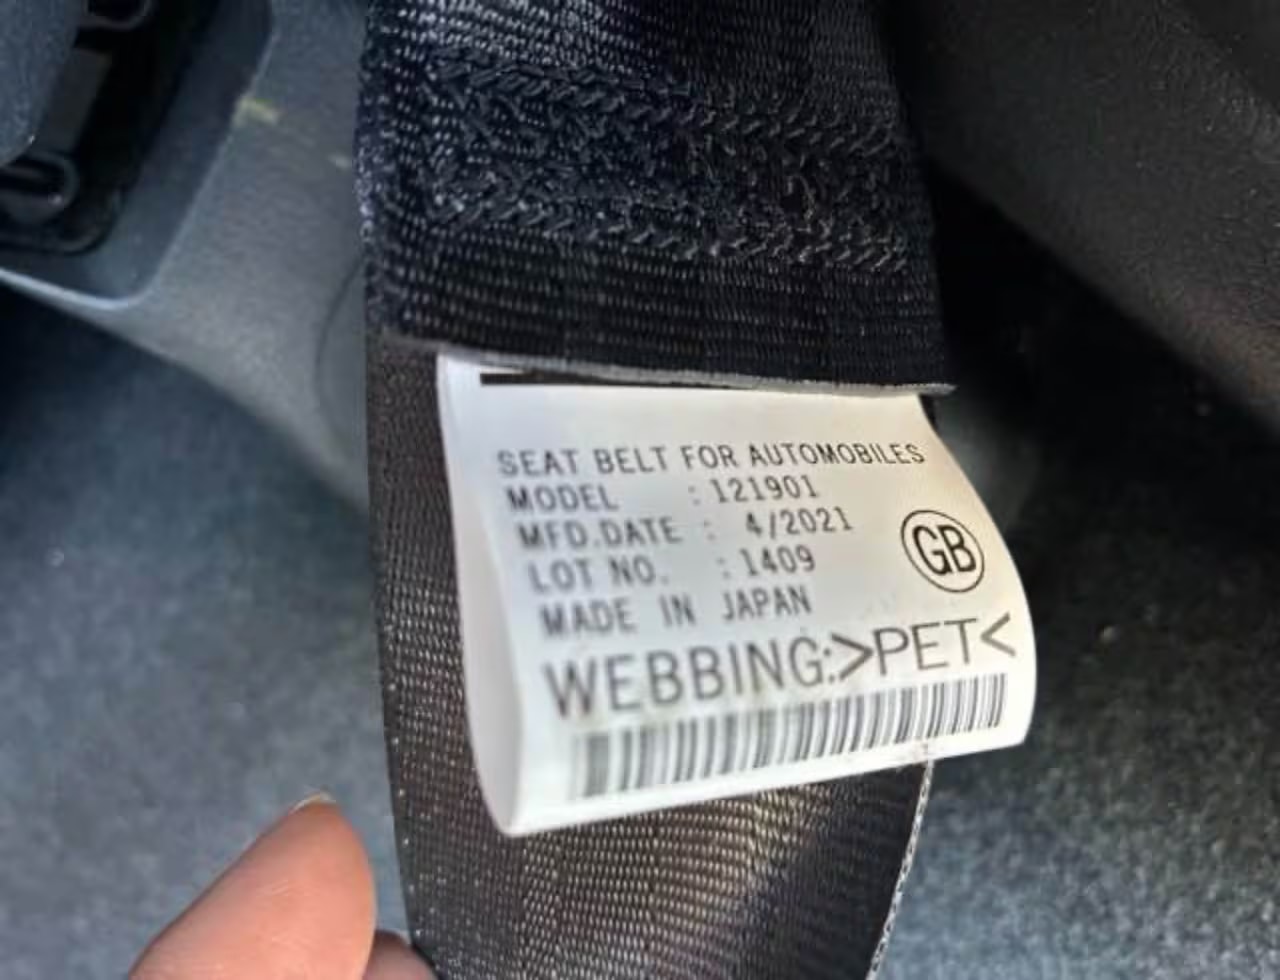 SEAT BELT FOR AUTOMOBILES
MODEL : 121901
MFD.DATE : 4/2021
LOT NO. : 1409
MADE IN JAPAN
GB
WEBBING:>PET<